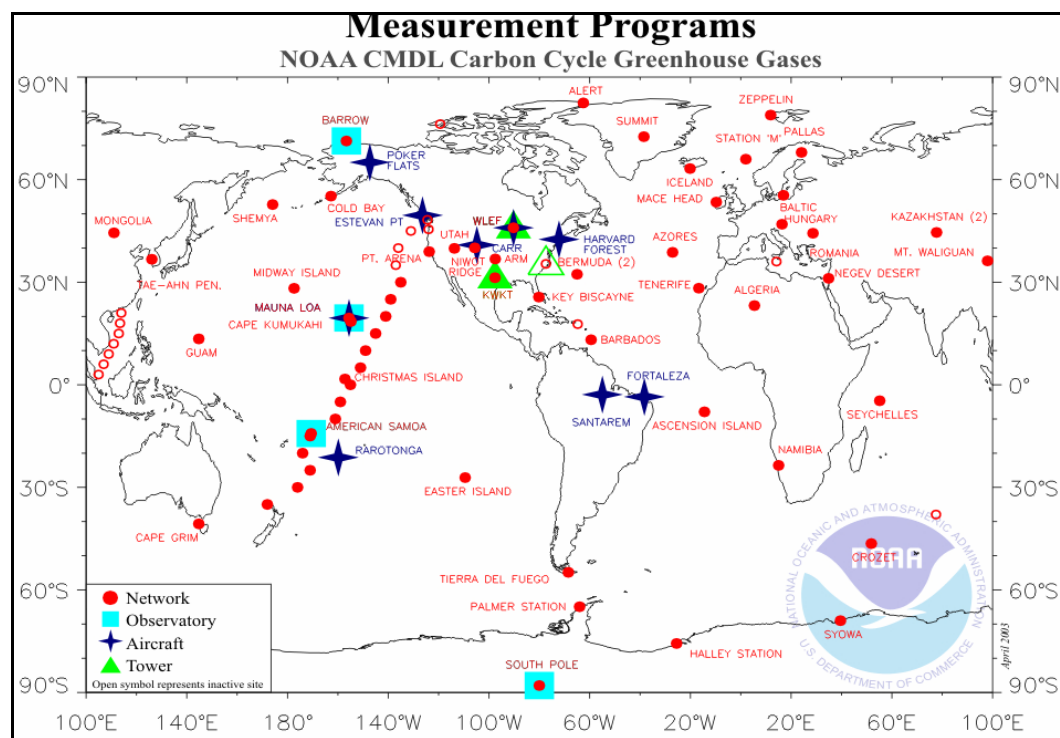 Measurement Programs
NOAA CMDL Carbon Cycle Greenhouse Gases
90°N
90°N
ALERT
ZEPPELIN
SUMMIT
BARROW
STATION 'M'
PALLAS
POKER
FLATS
60°N
60°N
ICELAND
COLD BAY
MACE HEAD
SHEMYA
ESTEVAN PT
BALTIC
MONGOLIA
WLEF
HUNGARY
KAZAKHSTAN (2)
UTAH
HARVARD
FOREST
AZORES
CARR
ARM
PT. ARENA
NIWOT
RIDGE
BERMUDA (2)
ROMANIA
MT. WALIGUAN
TAE-AHN PEN.
MIDWAY ISLAND
NEGEV DESERT
30°N
30°N
TENERIFE
ALGERIA
KWKT
KEY BISCAYNE
MAUNA LOA
CAPE KUMUKAHI
GUAM
BARBADOS
CHRISTMAS ISLAND
FORTALEZA
0°
0°
SANTAREM
ASCENSION ISLAND
SEYCHELLES
AMERICAN SAMOA
RAROTONGA
NAMIBIA
30°S
30°S
EASTER ISLAND
CAPE GRIM
NATIONAL OCEANIC AND ATMOSPHERIC ADMINISTRATION
NOAA
CROZET
TIERRA DEL FUEGO
60°S
60°S
PALMER STATION
SYOWA
HALLEY STATION
U.S. DEPARTMENT OF COMMERCE
April 2003
SOUTH POLE
Network
Observatory
Aircraft
Tower
Open symbol represents inactive site
90°S
90°S
100°E
140°E
180°
140°W
100°W
60°W
20°W
20°E
60°E
100°E